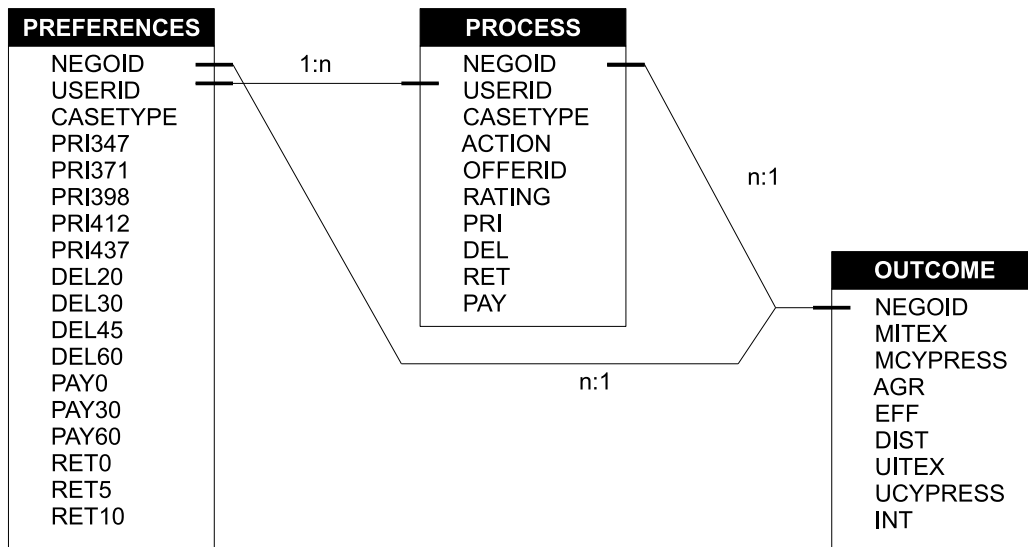 PREFERENCES
NEGOID
USERID
CASETYPE
PRI347
PRI371
PRI398
PRI412
PRI437
DEL20
DEL30
DEL45
DEL60
PAY0
PAY30
PAY60
RET0
RET5
RET10
1:n
PROCESS
NEGOID
USERID
CASETYPE
ACTION
OFFERID
RATING
PRI
DEL
RET
PAY
n:1
n:1
OUTCOME
NEGOID
MITEX
MCYPRESS
AGR
EFF
DIST
UITEX
UCYPRESS
INT